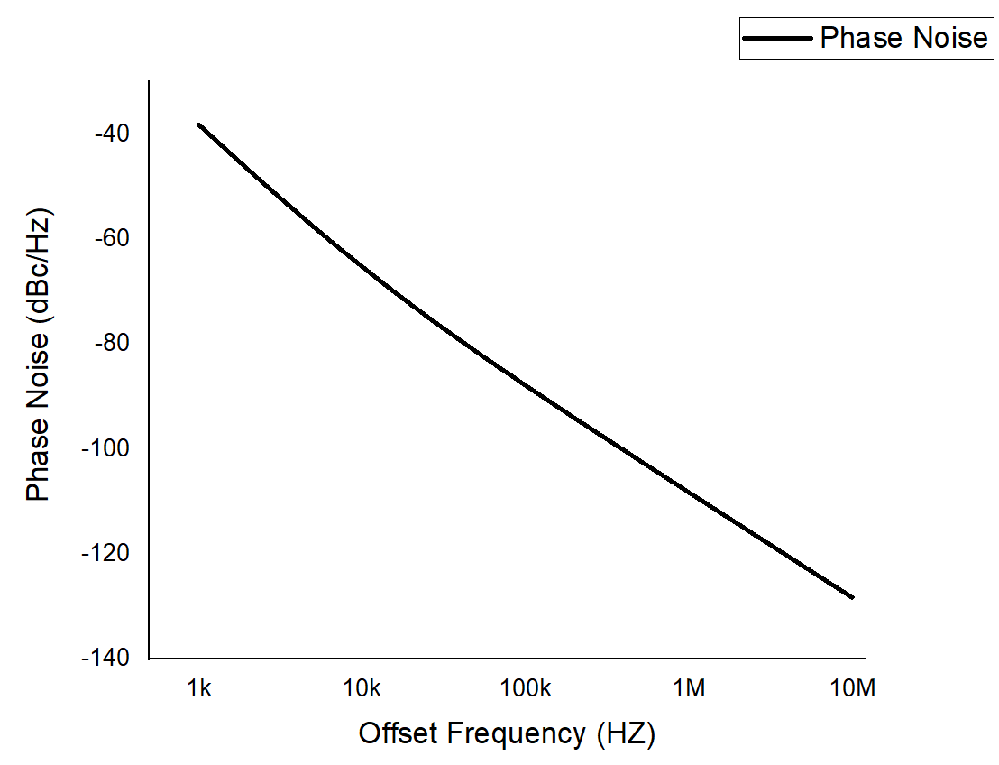 Phase Noise
-40
-60
-80
-100
-120
-140
Phase Noise (dBc/Hz)
1k 10k 100k 1M 10M
Offset Frequency (HZ)